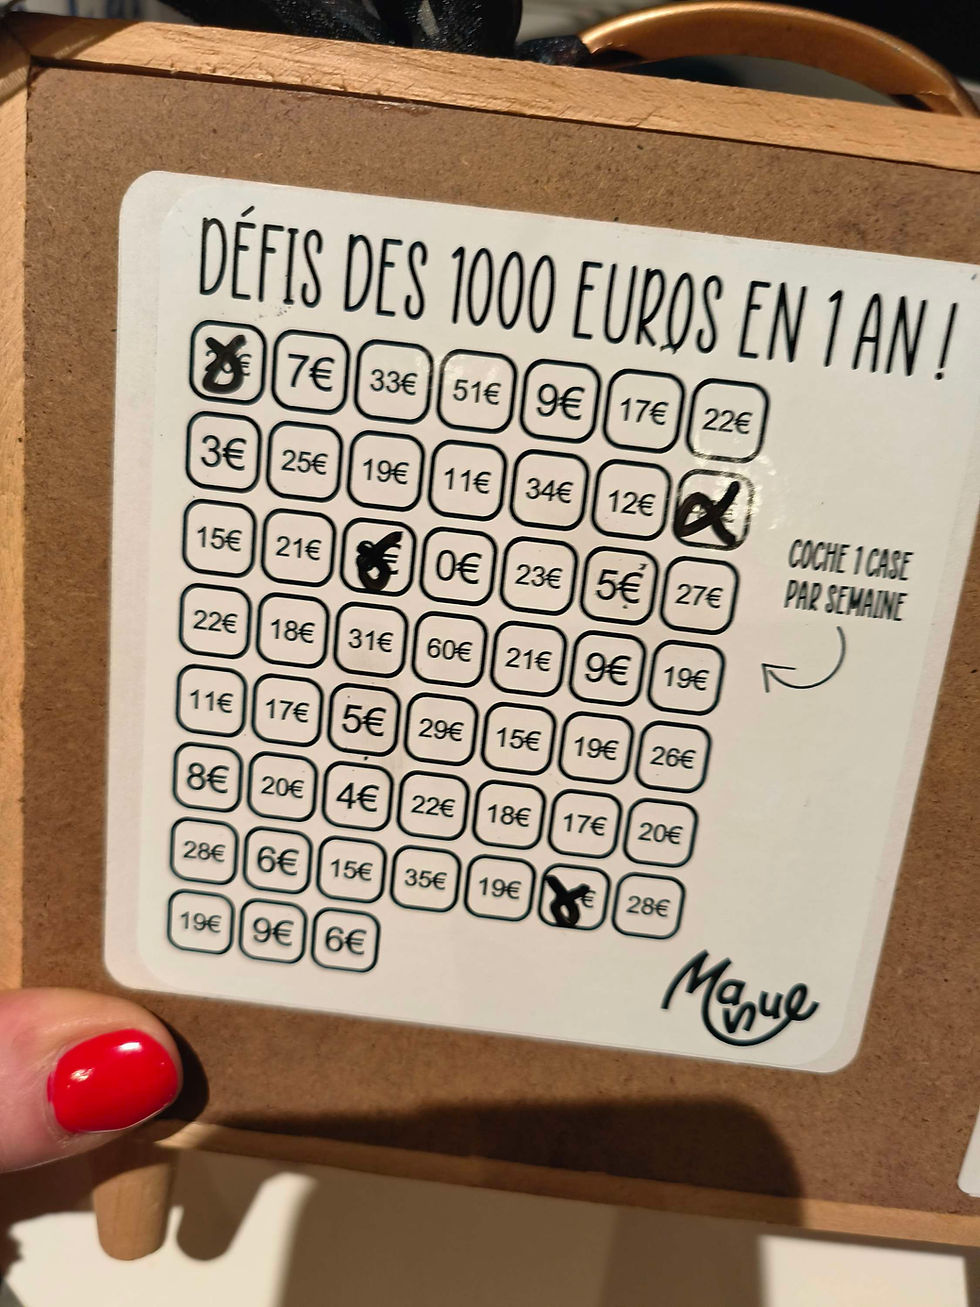 DÉFIS DES 1000 EUROS EN 1 AN !
7€ 33€ 51€ 9€ 17€ 22€
3€ 25€ 19€ 11€ 34€ 12€
15€ 21€ 0€ 23€ 5€ 27€
22€ 18€ 31€ 60€ 21€ 9€ 19€
11€ 17€ 5€ 29€ 15€ 19€ 26€
8€ 20€ 4€ 22€ 18€ 17€ 20€
28€ 6€ 15€ 35€ 19€ 28€
19€ 9€ 6€
COCHE 1 CASE
PAR SEMAINE
Manue